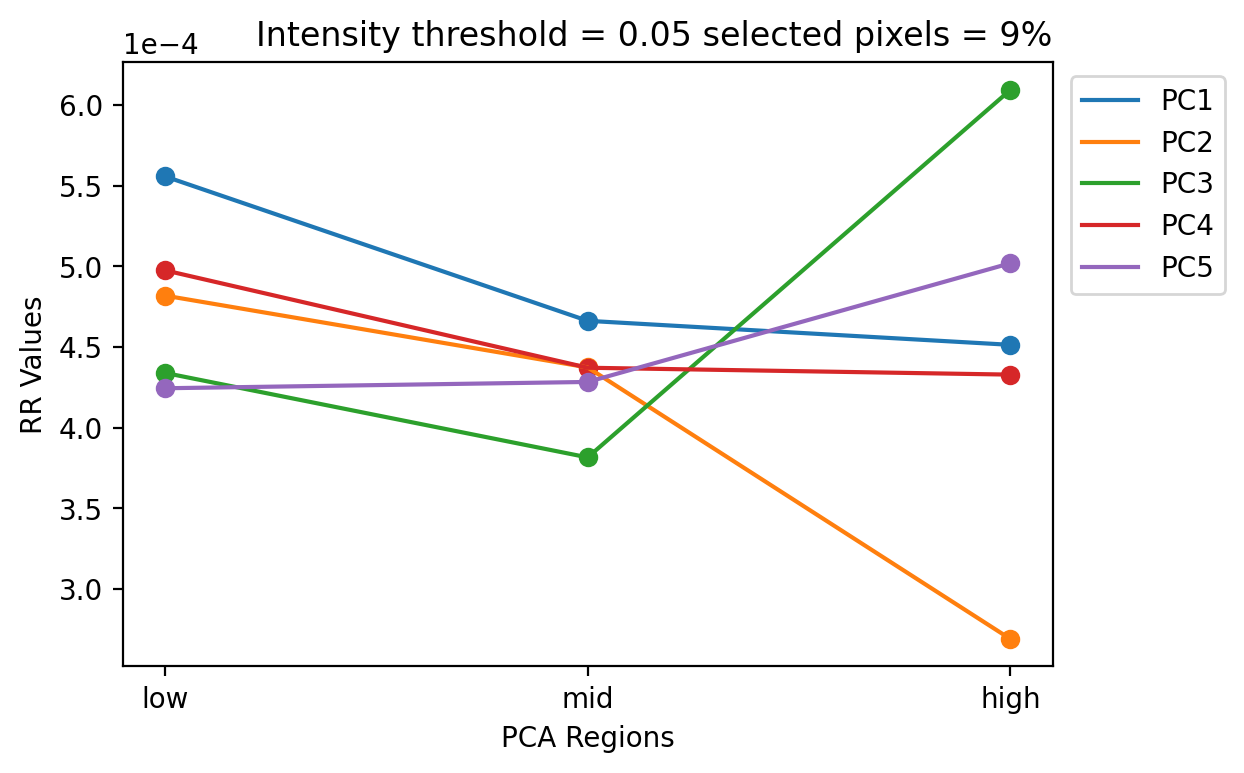 Intensity threshold = 0.05 selected pixels = 9%
1e−4
6.0
5.5
5.0
4.5
4.0
3.5
3.0
RR Values
low mid high
PCA Regions
PC1
PC2
PC3
PC4
PC5